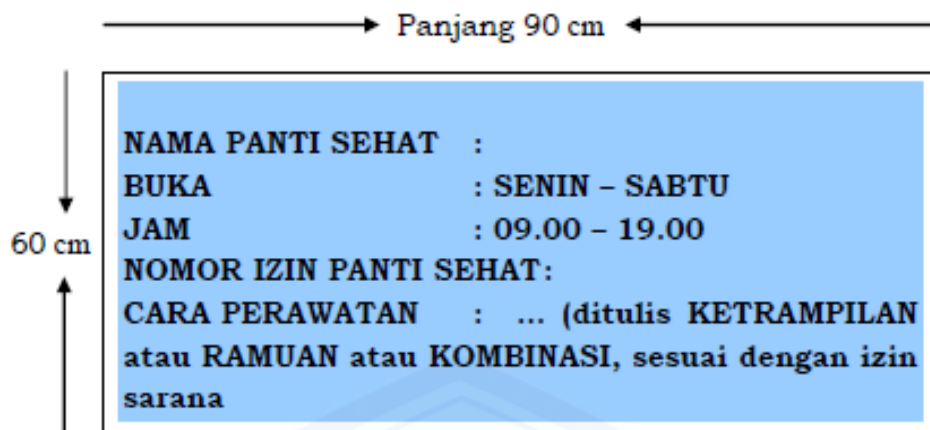 Panjang 90 cm
NAMA PANTI SEHAT :
BUKA : SENIN – SABTU
JAM : 09.00 – 19.00
60 cm
NOMOR IZIN PANTI SEHAT:
CARA PERAWATAN : ... (ditulis KETRAMPILAN
atau RAMUAN atau KOMBINASI, sesuai dengan izin
sarana